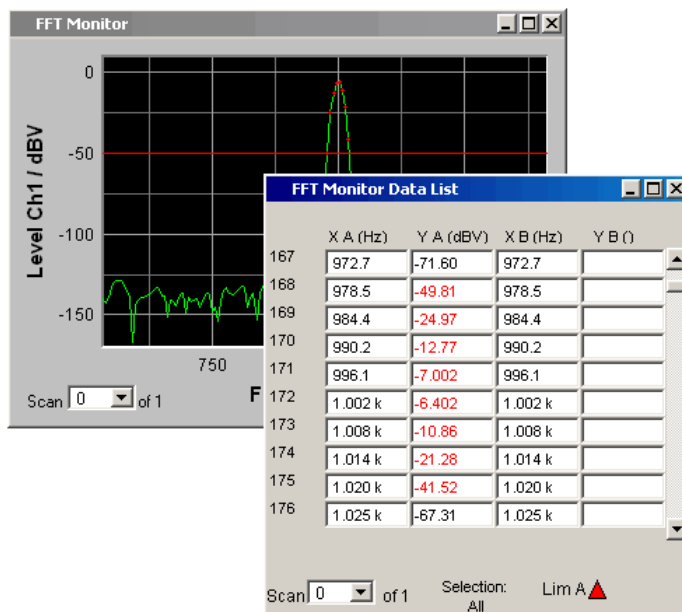 FFT Monitor
Level Ch1 / dBV
0
-50
-100
-150
750
F
Scan 0 of 1
FFT Monitor Data List
X A (Hz) Y A (dBV) X B (Hz) Y B ()
167 972.7 -71.60 972.7
168 978.5 -49.81 978.5
169 984.4 -24.97 984.4
170 990.2 -12.77 990.2
171 996.1 -7.002 996.1
172 1.002 k -6.402 1.002 k
173 1.008 k -10.86 1.008 k
174 1.014 k -21.28 1.014 k
175 1.020 k -41.52 1.020 k
176 1.025 k -67.31 1.025 k
Scan 0 of 1
Selection:
All
Lim A